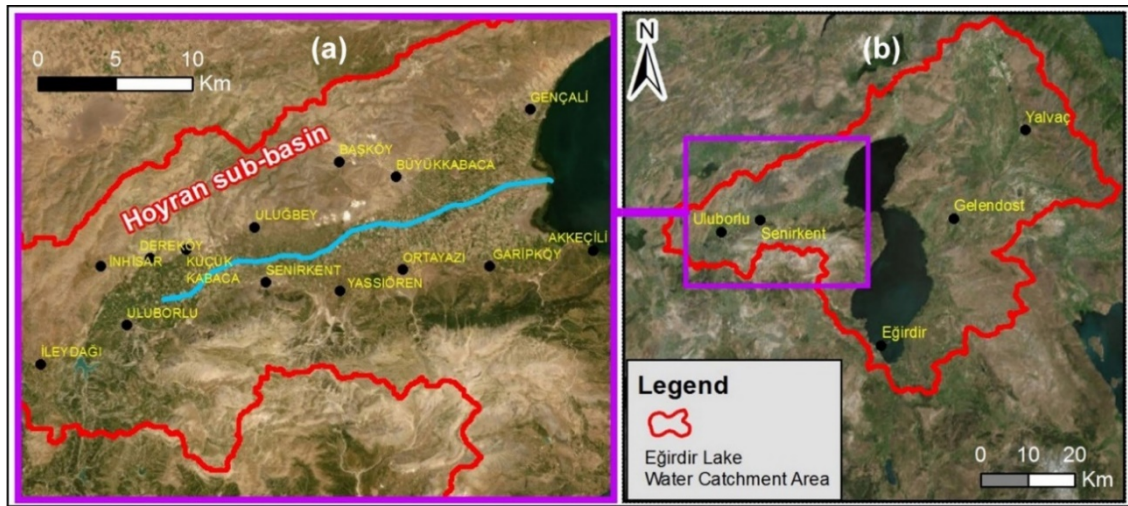 (a)
0 5 10
Km
GENÇALİ
BAŞKÖY
BÜYÜKKABACA
Hoyran sub-basin
ULUĞBEY
AKKEÇİLİ
DEREKÖY
İNHİSAR
KÜÇÜK
KABACA
ORTAYAZI
GARİPKÖY
SENİRKENT
YASSIÖREN
ULUBORLU
İLEYDAĞI
N
(b)
Yalvaç
Uluborlu
Senirkent
Gelendost
Eğirdir
Legend
Eğirdir Lake
Water Catchment Area
0 10 20
Km